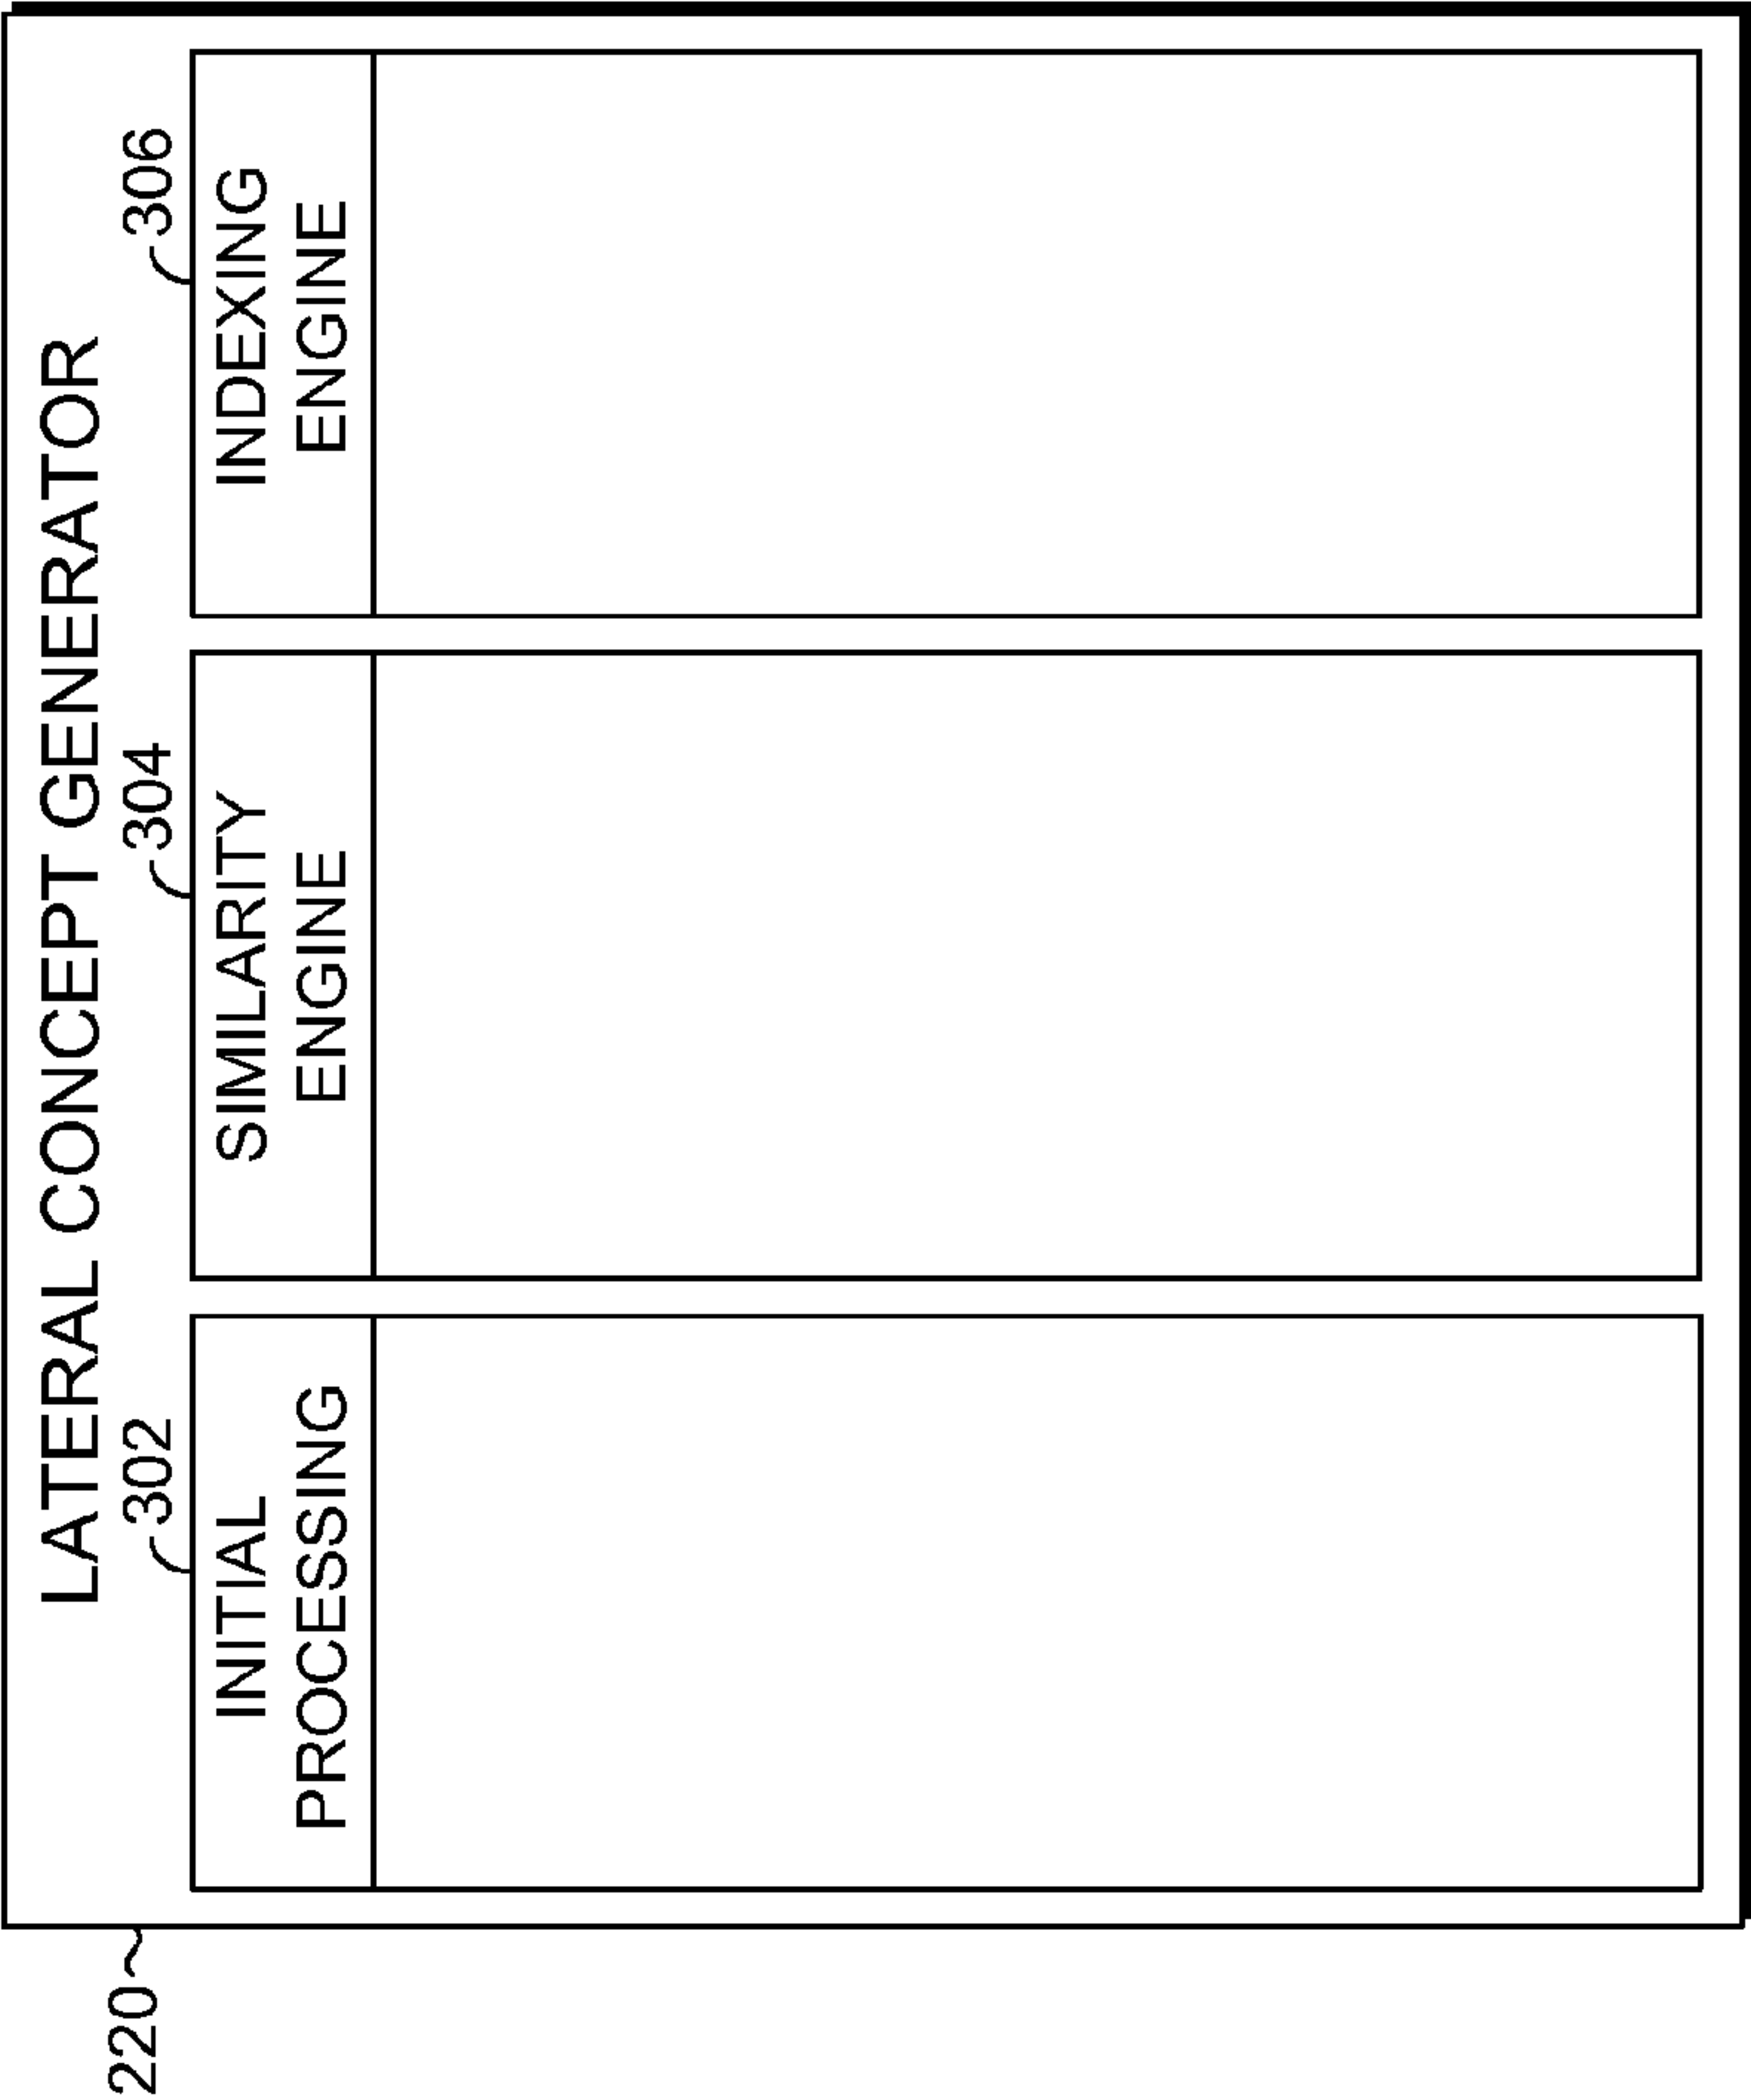 LATERAL CONCEPT GENERATOR
220
302
INITIAL
PROCESSING
304
SIMILARITY
ENGINE
306
INDEXING
ENGINE